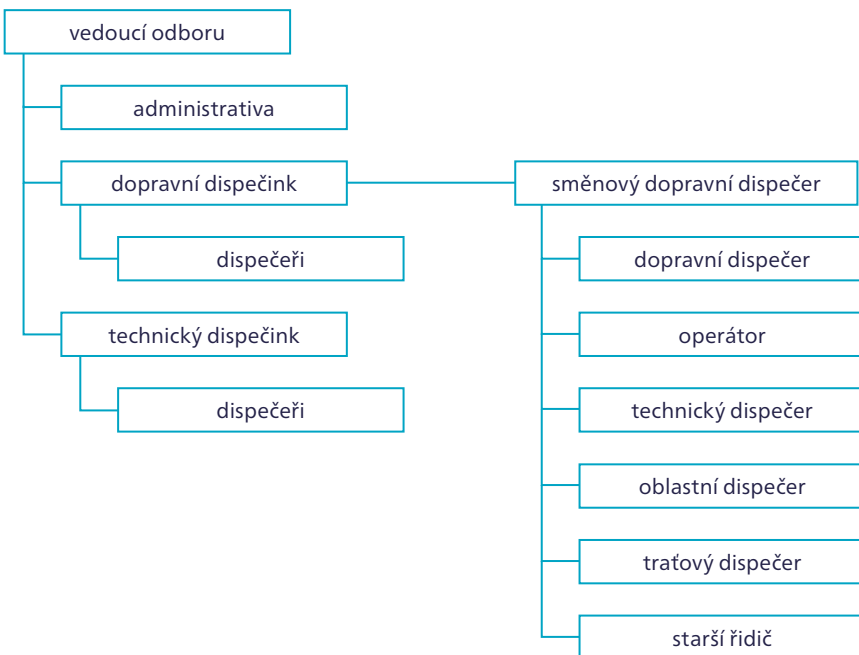 vedoucí odboru
administrativa
dopravní dispečink
dispečeři
technický dispečink
dispečeři
směnový dopravní dispečer
dopravní dispečer
operátor
technický dispečer
oblastní dispečer
traťový dispečer
starší řidič